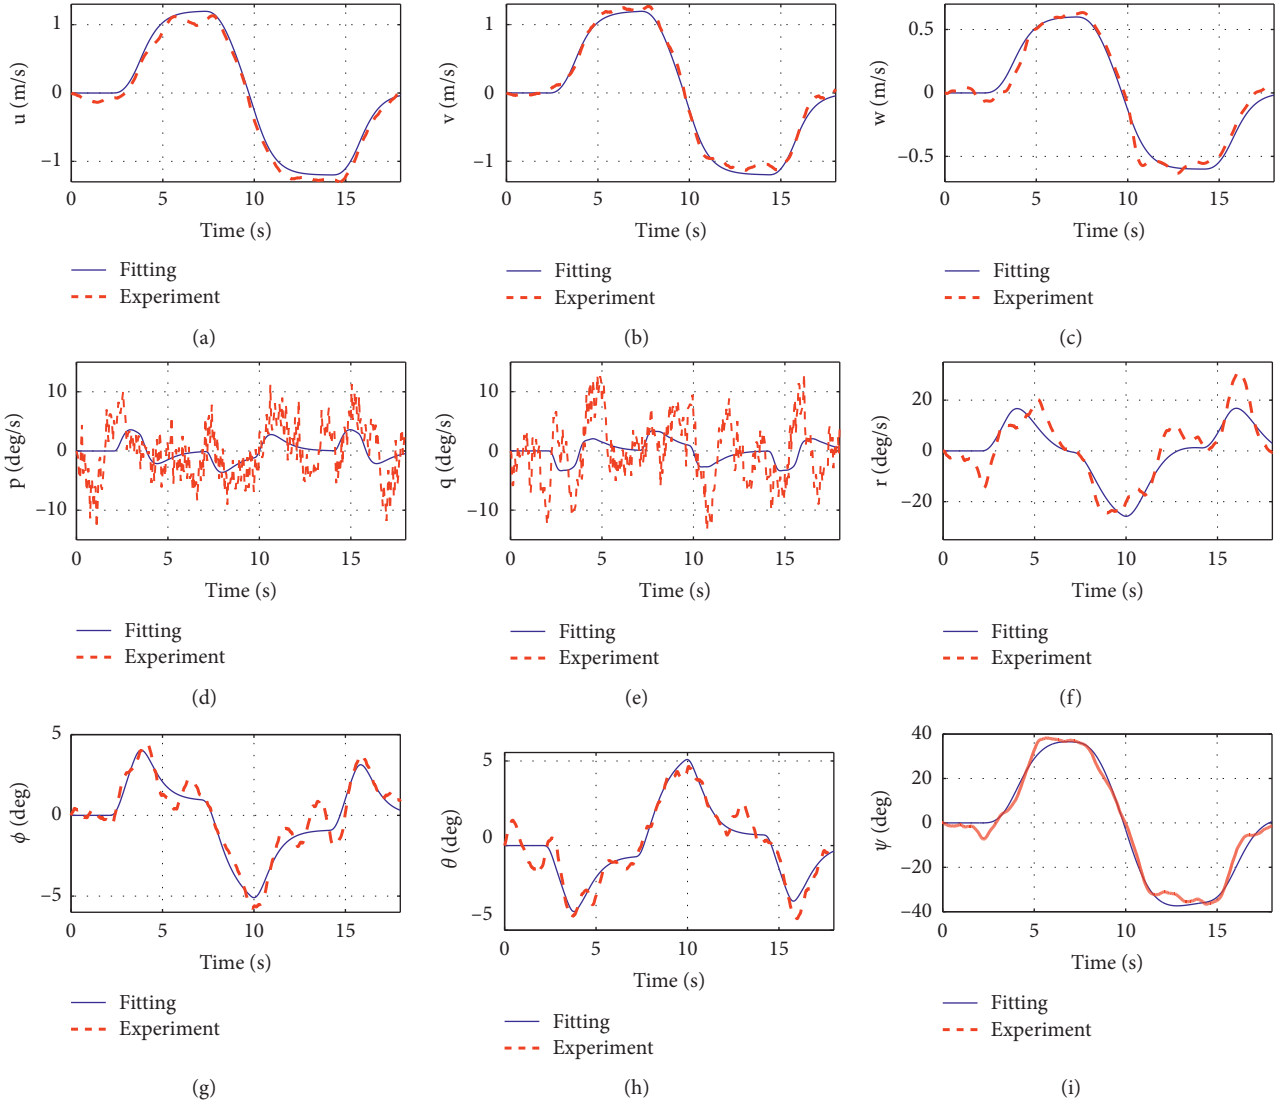 u (m/s)
1
0
−1
0
5
10
15
Time (s)
Fitting
Experiment
(a)
v (m/s)
1
0
−1
0
5
10
15
Time (s)
Fitting
Experiment
(b)
w (m/s)
0.5
0
−0.5
0
5
10
15
Time (s)
Fitting
Experiment
(c)
p (deg/s)
10
0
−10
0
5
10
15
Time (s)
Fitting
Experiment
(d)
q (deg/s)
10
0
−10
0
5
10
15
Time (s)
Fitting
Experiment
(e)
r (deg/s)
20
0
−20
0
5
10
15
Time (s)
Fitting
Experiment
(f)
ϕ (deg)
5
0
−5
0
5
10
15
Time (s)
Fitting
Experiment
(g)
θ (deg)
5
0
−5
0
5
10
15
Time (s)
Fitting
Experiment
(h)
ψ (deg)
40
20
0
−20
−40
0
5
10
15
Time (s)
Fitting
Experiment
(i)